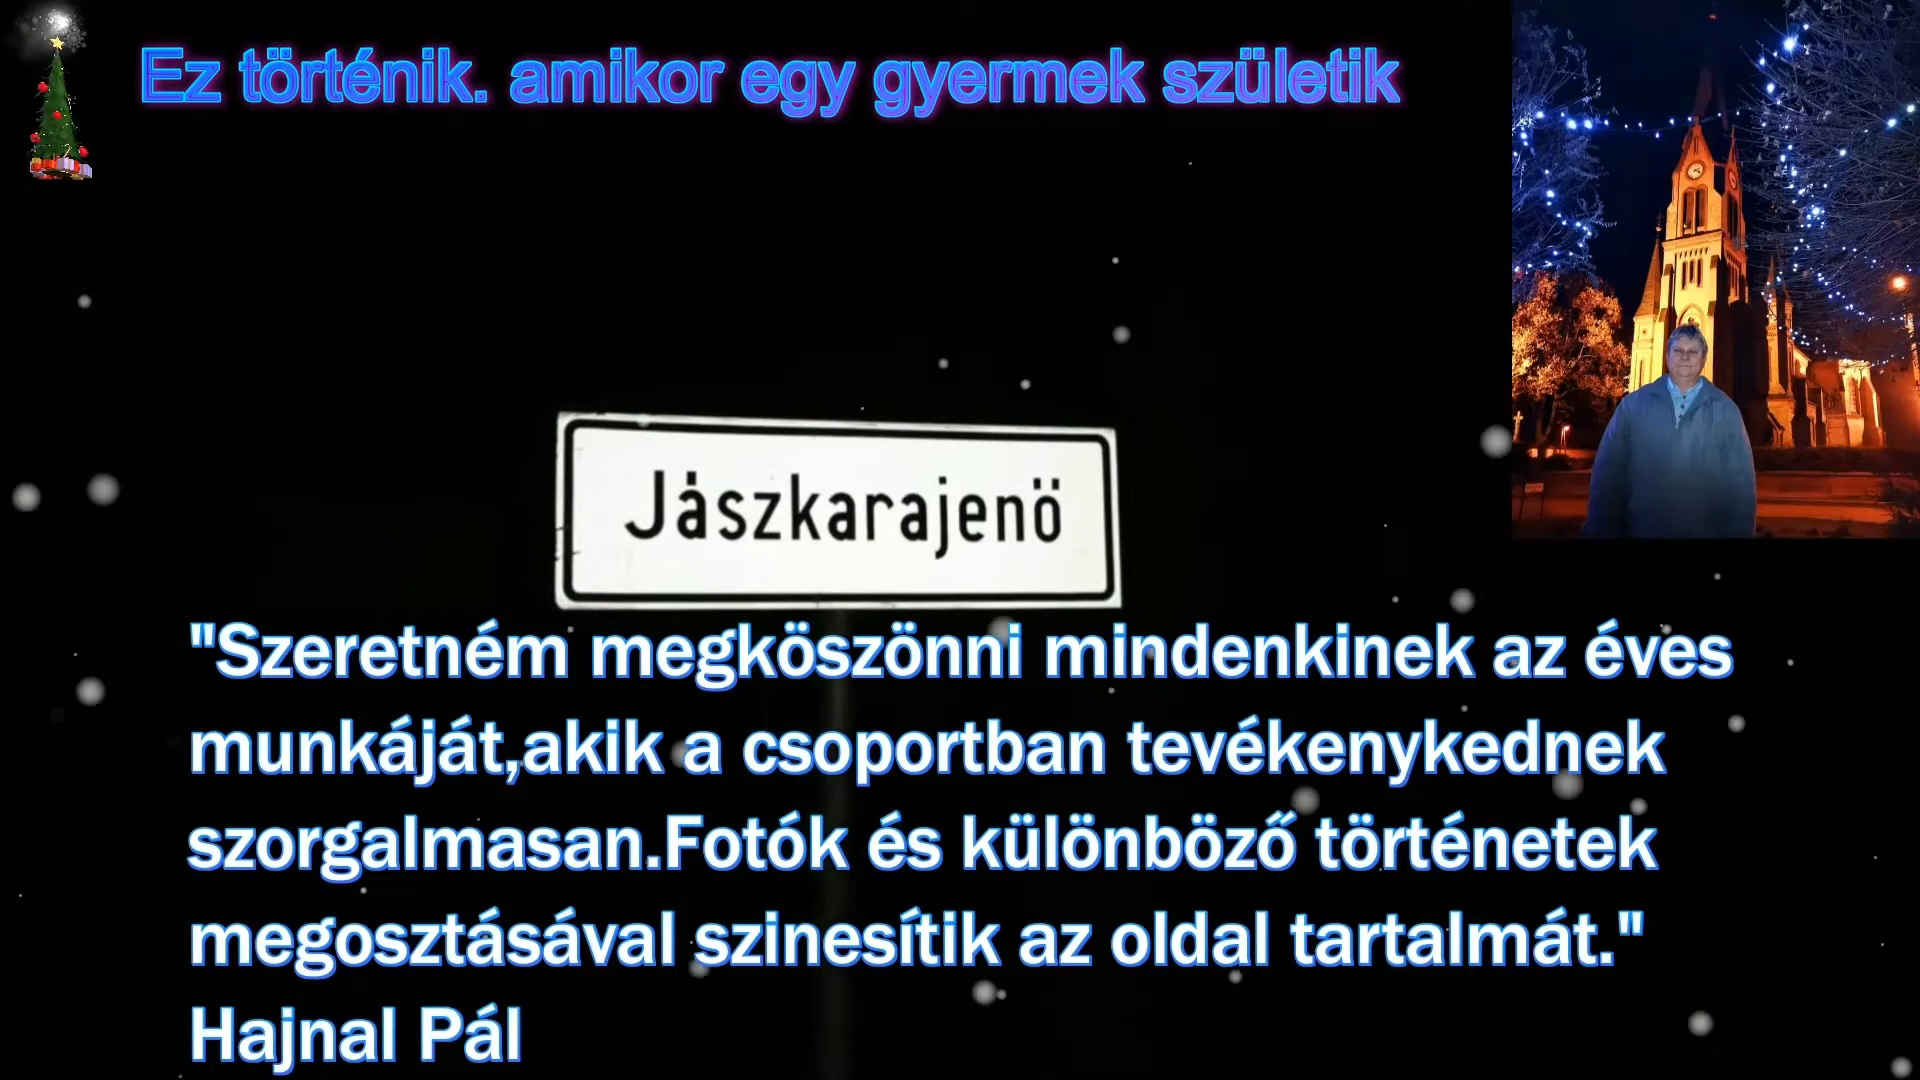 Ez történik. amikor egy gyermek születik
Jászkarajenö
"Szeretném megköszönni mindenkinek az éves
munkáját,akik a csoportban tevékenykednek
szorgalmasan.Fotók és különböző történetek
megosztásával szinesítik az oldal tartalmát."
Hajnal Pál